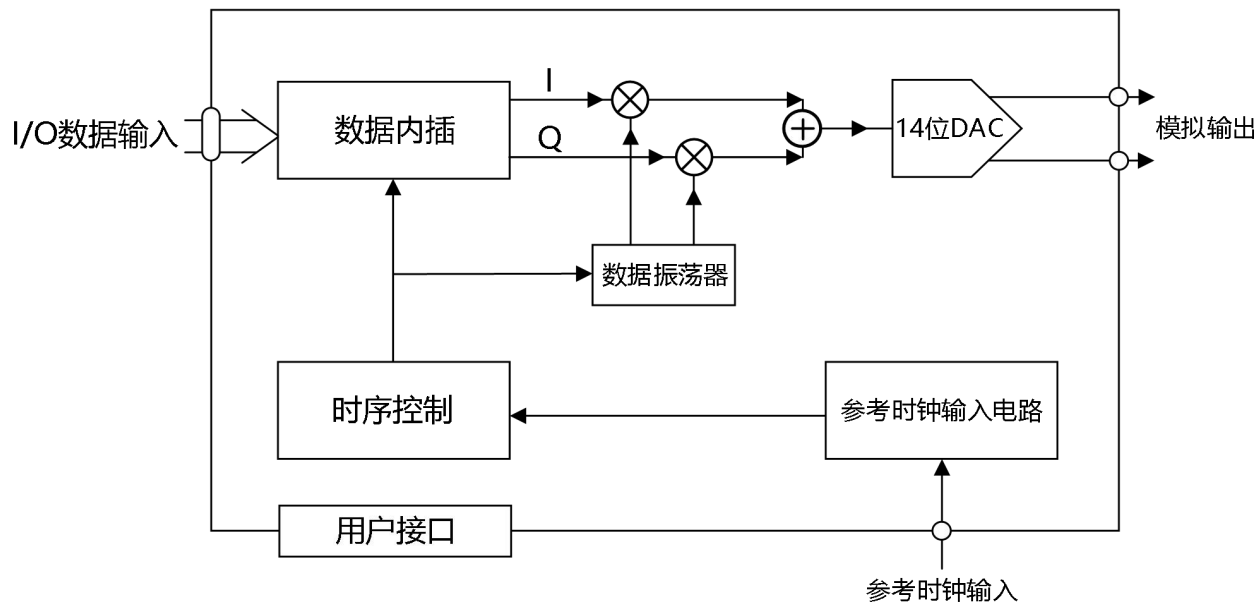 I
I/O数据输入
数据内插
Q
14位DAC
模拟输出
数据振荡器
时序控制
参考时钟输入电路
用户接口
参考时钟输入